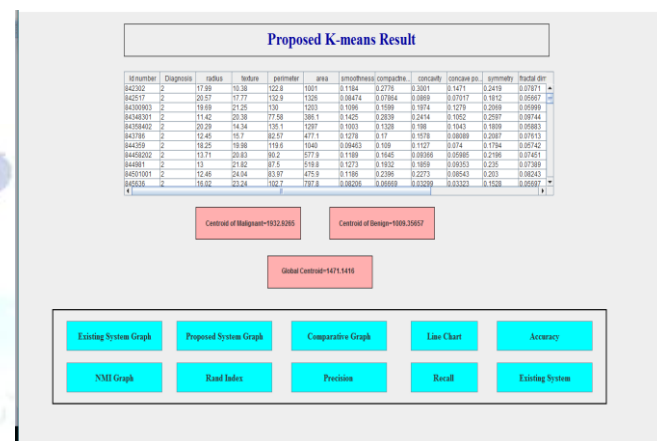 Proposed K-means Result
Id number Diagnosis radius texture perimeter area smoothness compactne... concavity concave po... symmetry fractal dim
842302 2 17.99 10.38 122.8 1001 0.1184 0.2776 0.3001 0.1471 0.2419 0.07871
842517 2 20.57 17.77 132.9 1326 0.08474 0.07864 0.0869 0.07017 0.1812 0.05667
84300903 2 19.69 21.25 130 1203 0.1096 0.1599 0.1974 0.1279 0.2069 0.05999
84348301 2 11.42 20.38 77.58 386.1 0.1425 0.2839 0.2414 0.1052 0.2597 0.09744
84358402 2 20.29 14.34 135.1 1297 0.1003 0.1328 0.198 0.1043 0.1809 0.05883
843786 2 12.45 15.7 82.57 477.1 0.1278 0.17 0.1578 0.08089 0.2087 0.07613
844359 2 18.25 19.98 119.6 1040 0.09463 0.109 0.1127 0.074 0.1794 0.05742
84458202 2 13.71 20.83 90.2 577.9 0.1189 0.1645 0.09366 0.05985 0.2196 0.07451
844981 2 13 21.82 87.5 519.8 0.1273 0.1932 0.1859 0.09353 0.235 0.07389
84501001 2 12.46 24.04 83.97 475.9 0.1186 0.2396 0.2273 0.08543 0.203 0.08243
845636 2 16.02 23.24 102.7 797.8 0.08206 0.06669 0.03299 0.03323 0.1528 0.05697
Centroid of Malignant=1932.9265 Centroid of Benign=1009.35657
Global Centroid=1471.1416
Existing System Graph Proposed System Graph Comparative Graph Line Chart Accuracy
NMI Graph Rand Index Precision Recall Existing System